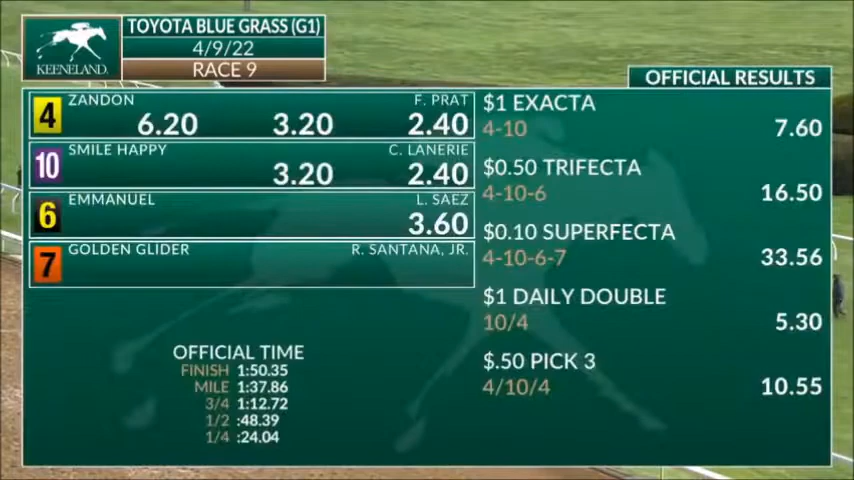 TOYOTA BLUE GRASS (G1)
4/9/22
KEENELAND
RACE 9
OFFICIAL RESULTS
4 ZANDON F. PRAT
6.20 3.20 2.40
10 SMILE HAPPY C. LANERIE
3.20 2.40
6 EMMANUEL L. SAEZ
3.60
7 GOLDEN GLIDER R. SANTANA, JR.
OFFICIAL TIME
FINISH 1:50.35
MILE 1:37.86
3/4 1:12.72
1/2 :48.39
1/4 :24.04
$1 EXACTA
4-10 7.60
$0.50 TRIFECTA
4-10-6 16.50
$0.10 SUPERFECTA
4-10-6-7 33.56
$1 DAILY DOUBLE
10/4 5.30
$.50 PICK 3
4/10/4 10.55